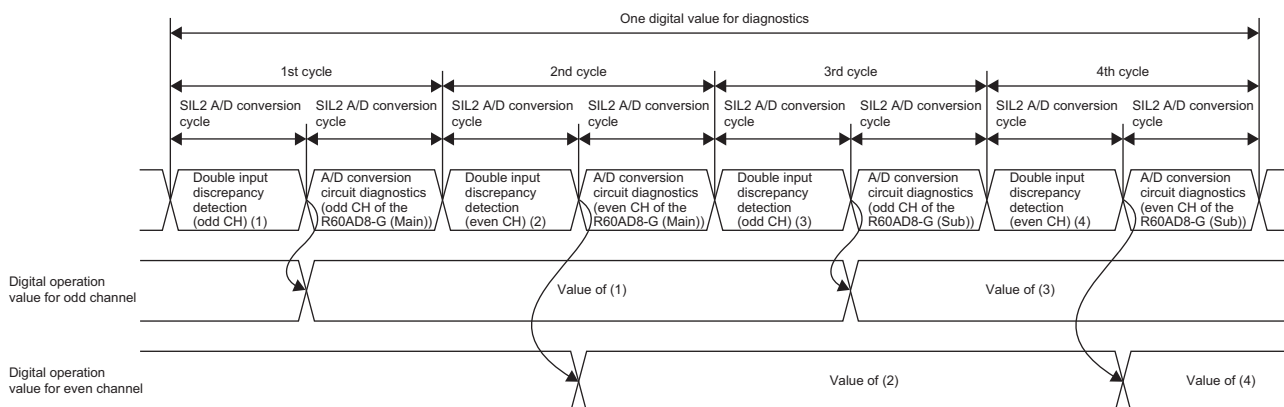 One digital value for diagnostics
1st cycle
2nd cycle
3rd cycle
4th cycle
SIL2 A/D conversion
cycle
SIL2 A/D conversion
cycle
SIL2 A/D conversion
cycle
SIL2 A/D conversion
cycle
SIL2 A/D conversion
cycle
SIL2 A/D conversion
cycle
SIL2 A/D conversion
cycle
SIL2 A/D conversion
cycle
Double input
discrepancy
detection
(odd CH) (1)
A/D conversion
circuit diagnostics
(odd CH of the
R60AD8-G (Main))
Double input
discrepancy
detection
(even CH) (2)
A/D conversion
circuit diagnostics
(even CH of the
R60AD8-G (Main))
Double input
discrepancy
detection
(odd CH) (3)
A/D conversion
circuit diagnostics
(odd CH of the
R60AD8-G (Sub))
Double input
discrepancy
detection
(even CH) (4)
A/D conversion
circuit diagnostics
(even CH of the
R60AD8-G (Sub))
Digital operation
value for odd channel
Value of (1)
Value of (3)
Digital operation
value for even channel
Value of (2)
Value of (4)